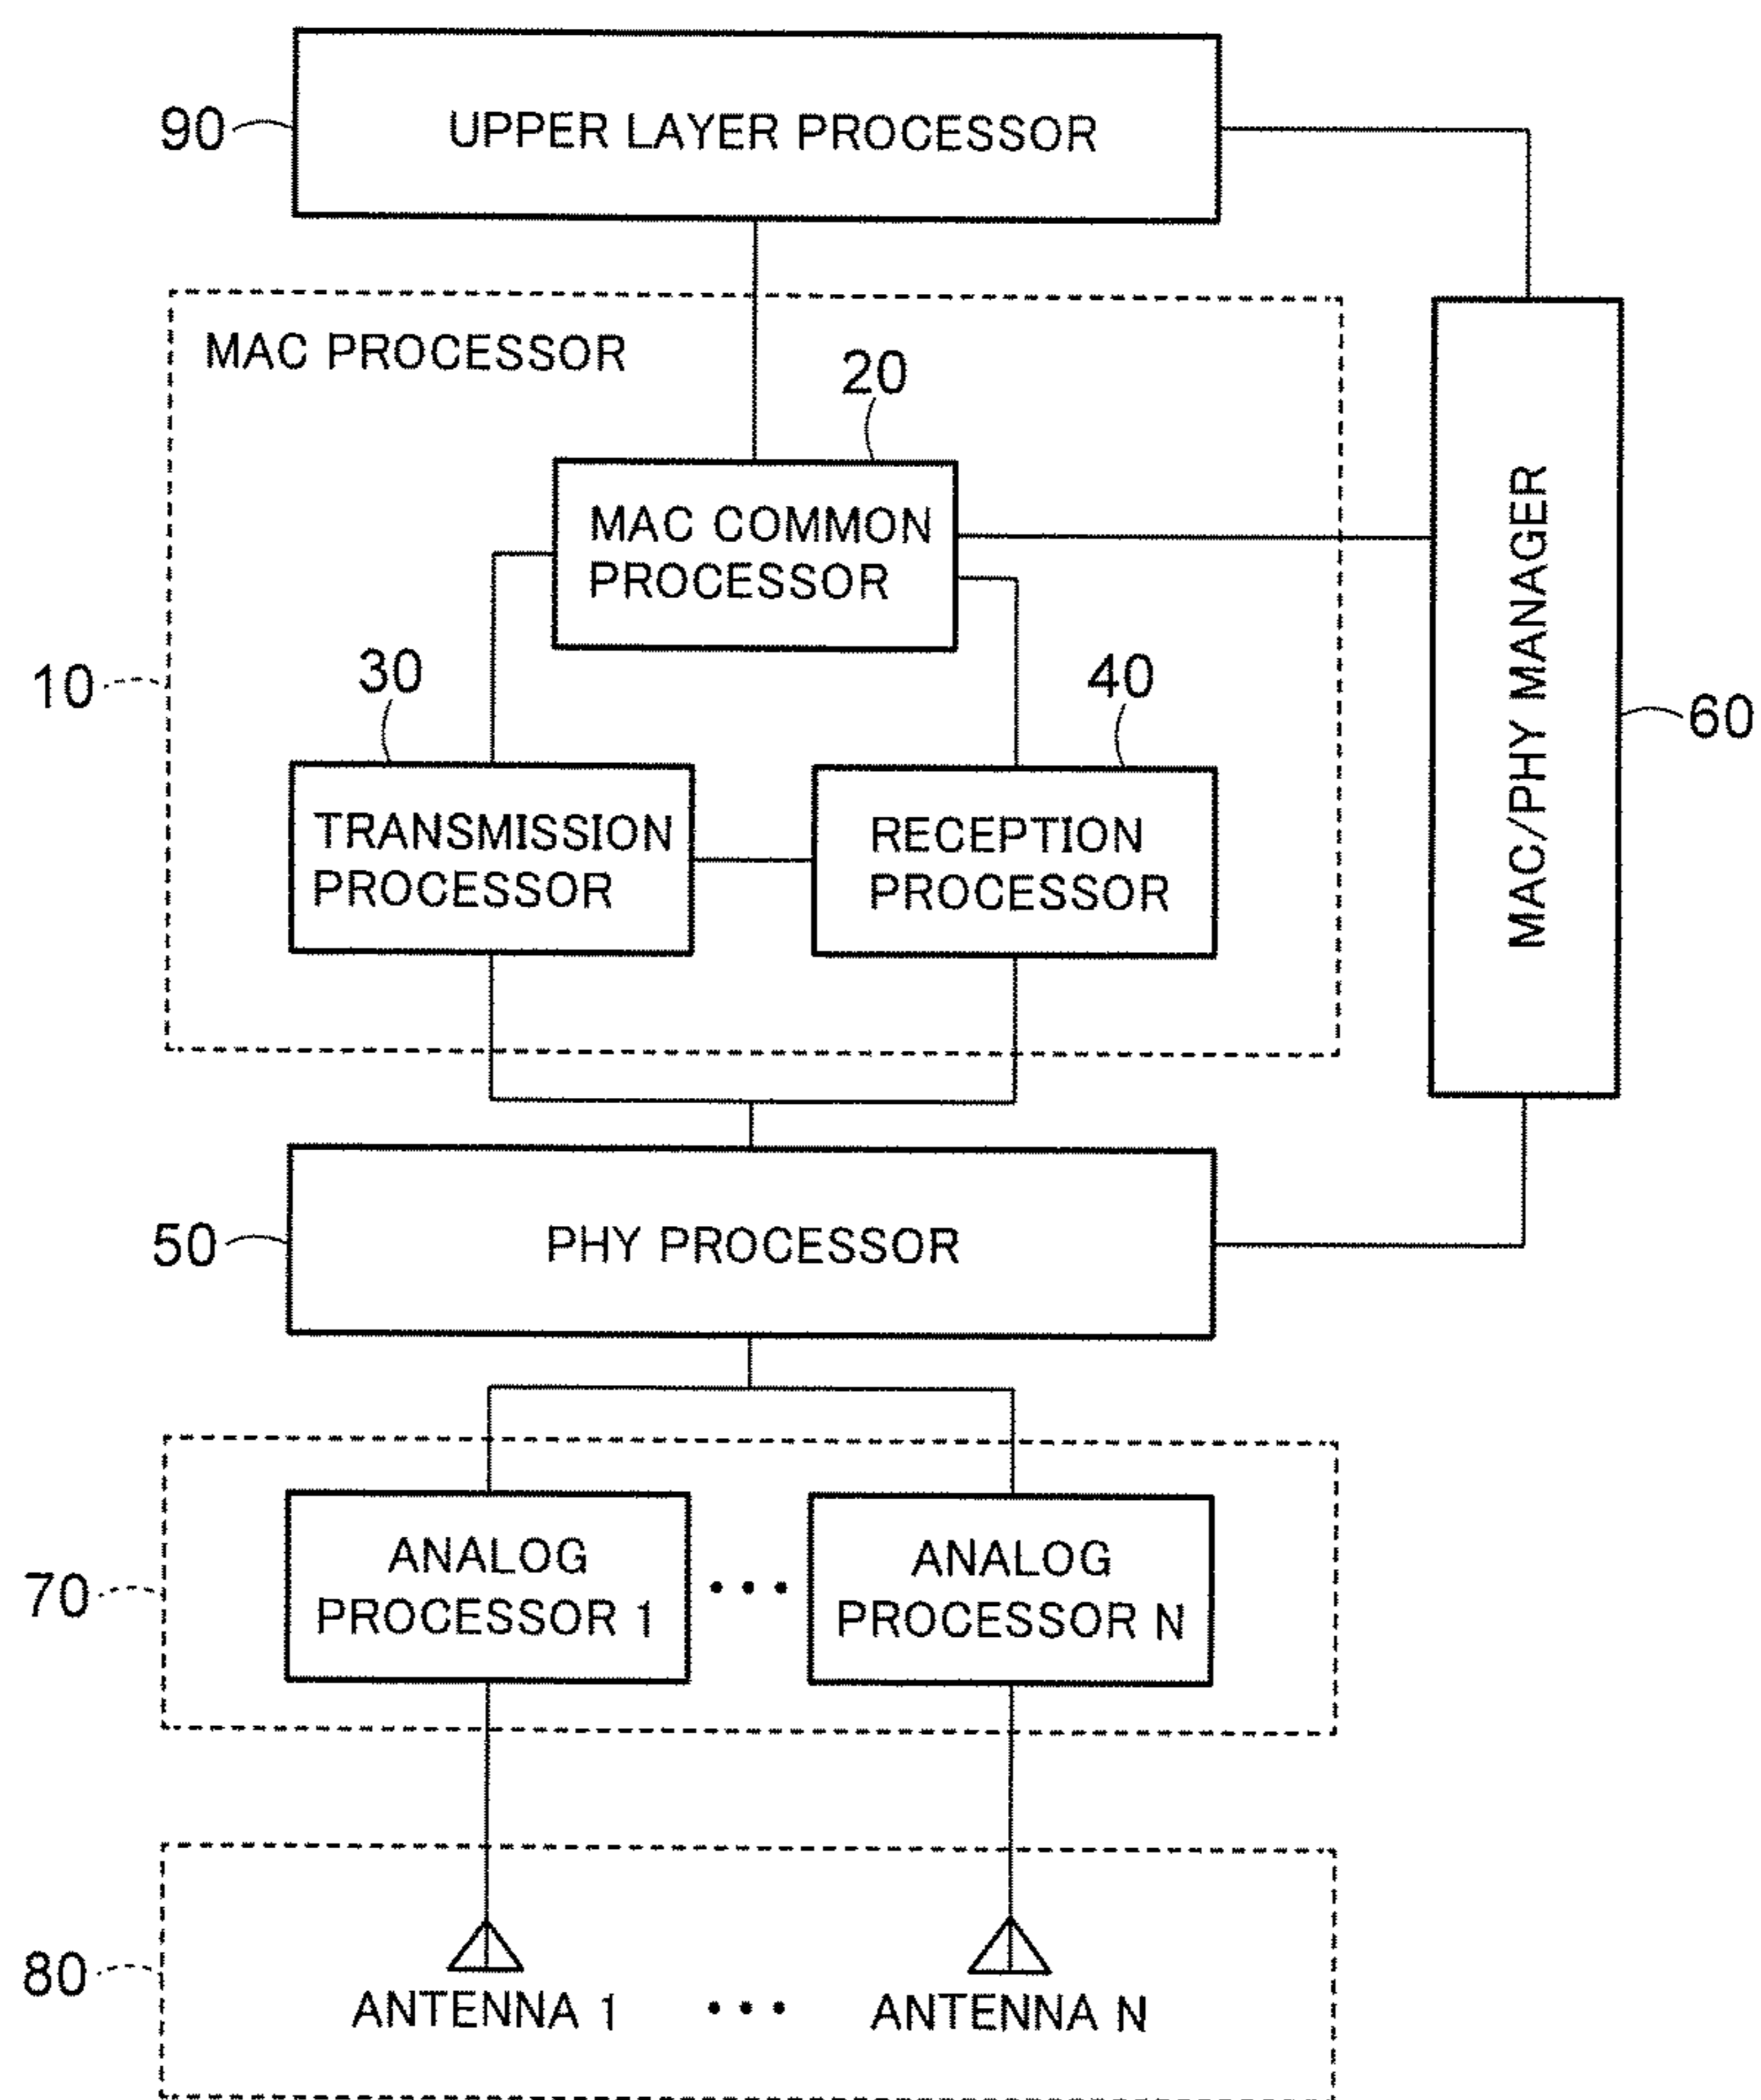 90
UPPER LAYER PROCESSOR
MAC PROCESSOR
20
MAC COMMON
PROCESSOR
10
30
40
TRANSMISSION
PROCESSOR
RECEPTION
PROCESSOR
MAC/PHY MANAGER
60
50
PHY PROCESSOR
70
ANALOG
PROCESSOR 1
• • •
ANALOG
PROCESSOR N
80
ANTENNA 1
• • •
ANTENNA N